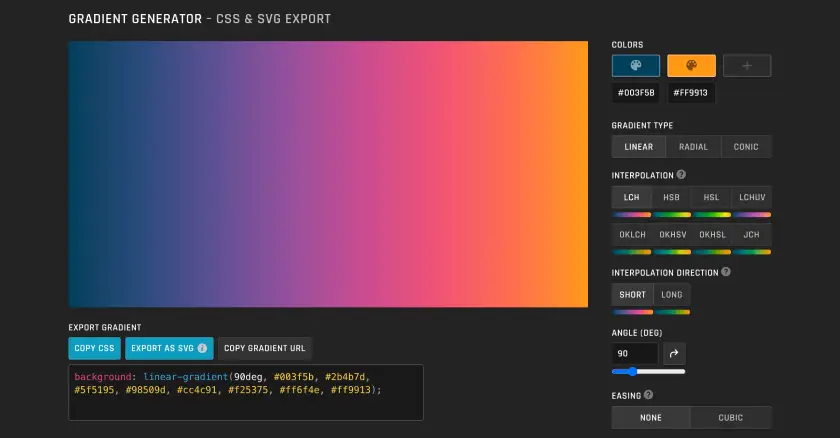 GRADIENT GENERATOR - CSS & SVG EXPORT
COLORS
#003F5B #FF9913
GRADIENT TYPE
LINEAR RADIAL CONIC
INTERPOLATION ?
LCH HSB HSL LCHUV
OKLCH OKHSV OKHSL JCH
INTERPOLATION DIRECTION ?
SHORT LONG
ANGLE (DEG)
90
EASING ?
NONE CUBIC
EXPORT GRADIENT
COPY CSS EXPORT AS SVG i COPY GRADIENT URL
background: linear-gradient(90deg, #003f5b, #2b4b7d,
#5f5195, #98509d, #cc4c91, #f25375, #ff6f4e, #ff9913);